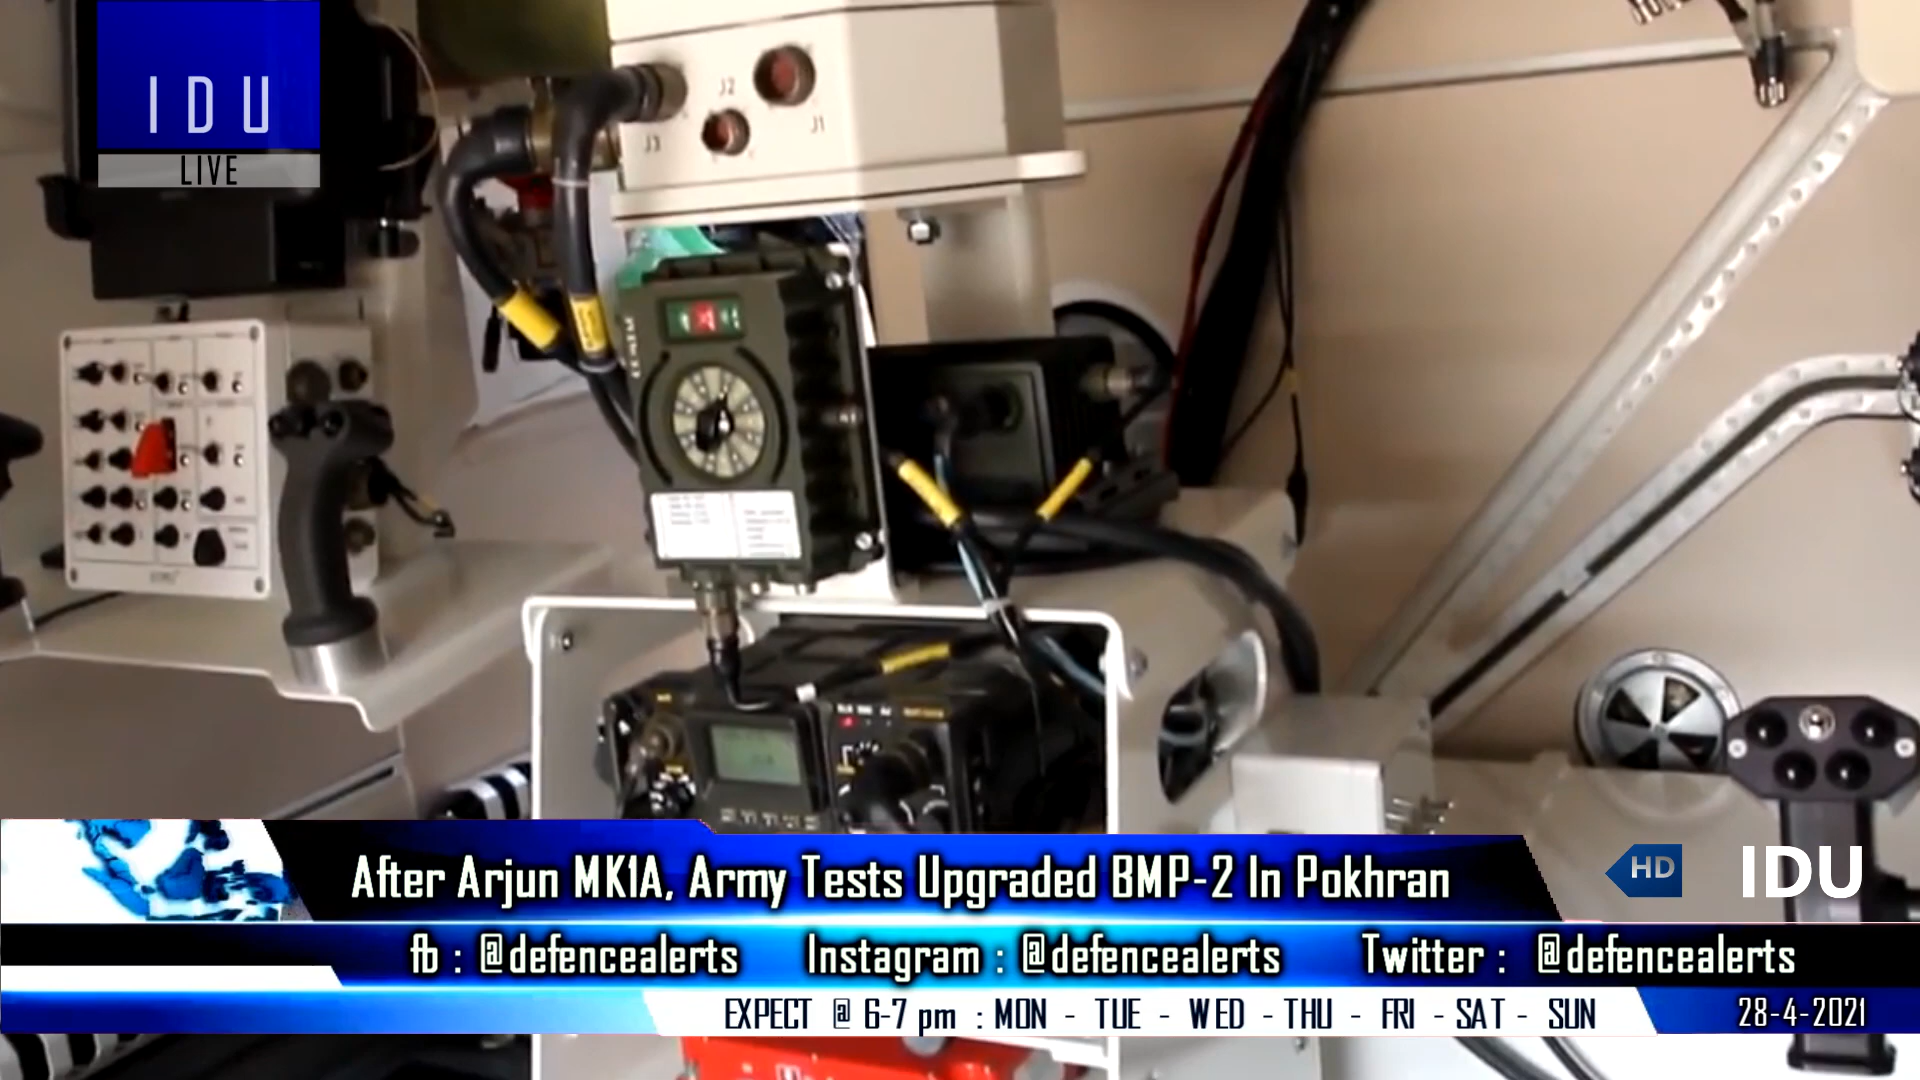 IDU
LIVE
J2
J1
J3
After Arjun MK1A, Army Tests Upgraded BMP-2 In Pokhran
HD
IDU
fb : @defencealerts Instagram : @defencealerts Twitter : @defencealerts
EXPECT @ 6-7 pm : MON - TUE - WED - THU - FRI - SAT - SUN
28-4-2021